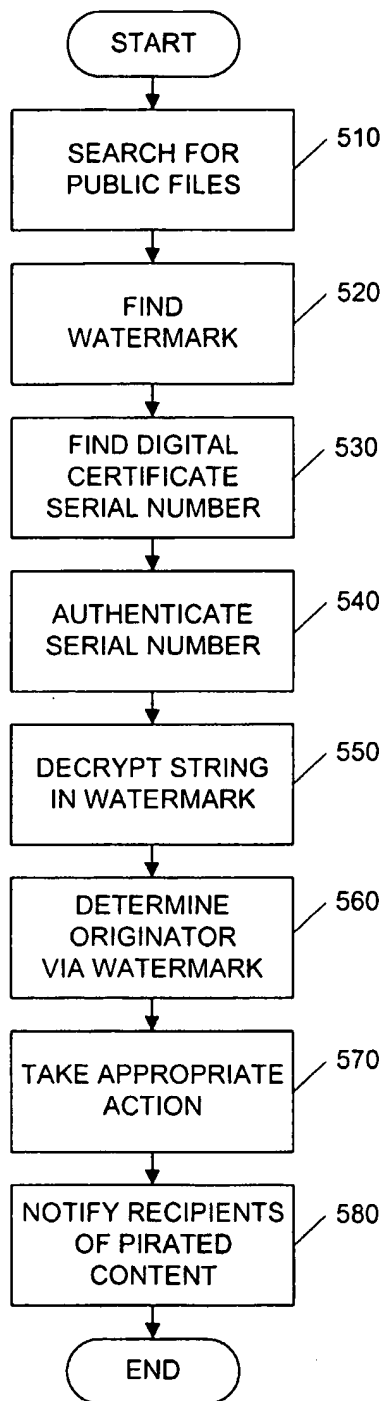 START
SEARCH FOR
PUBLIC FILES
510
FIND
WATERMARK
520
FIND DIGITAL
CERTIFICATE
SERIAL NUMBER
530
AUTHENTICATE
SERIAL NUMBER
540
DECRYPT STRING
IN WATERMARK
550
DETERMINE
ORIGINATOR
VIA WATERMARK
560
TAKE APPROPRIATE
ACTION
570
NOTIFY RECIPIENTS
OF PIRATED
CONTENT
580
END